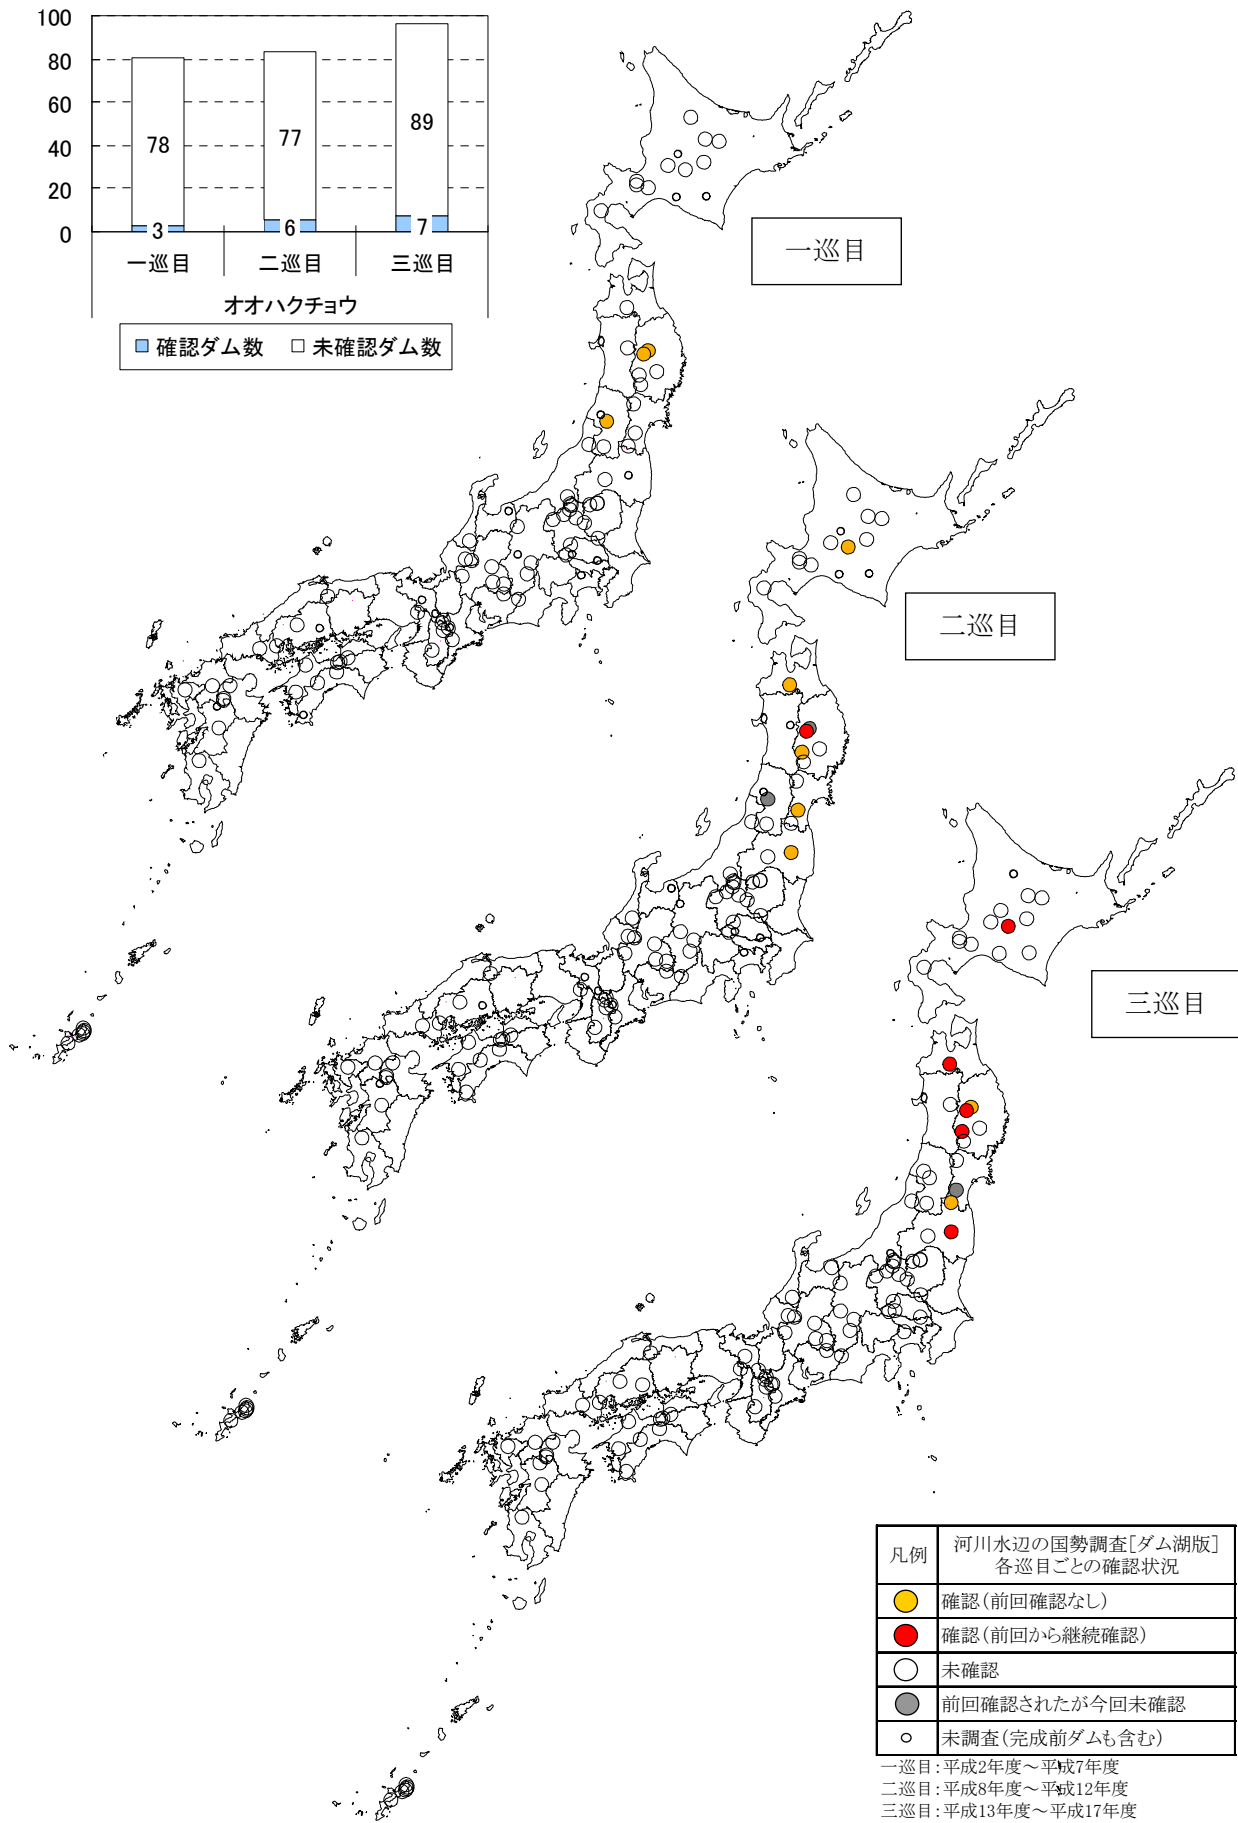 100
80
60
40
20
0
78
77
89
3
6
7
一巡目
二巡目
三巡目
オオハクチョウ
確認ダム数
未確認ダム数
一巡目
二巡目
三巡目
凡例
河川水辺の国勢調査[ダム湖版]
各巡目ごとの確認状況
確認(前回確認なし)
確認(前回から継続確認)
未確認
前回確認されたが今回未確認
未調査(完成前ダムも含む)
一巡目:平成2年度～平成7年度
二巡目:平成8年度～平成12年度
三巡目:平成13年度～平成17年度